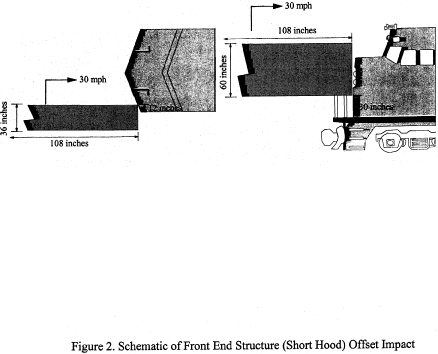 30 mph
108 inches
60 inches
30 inches
30 mph
12 inches
36 inches
108 inches
Figure 2. Schematic of Front End Structure (Short Hood) Offset Impact